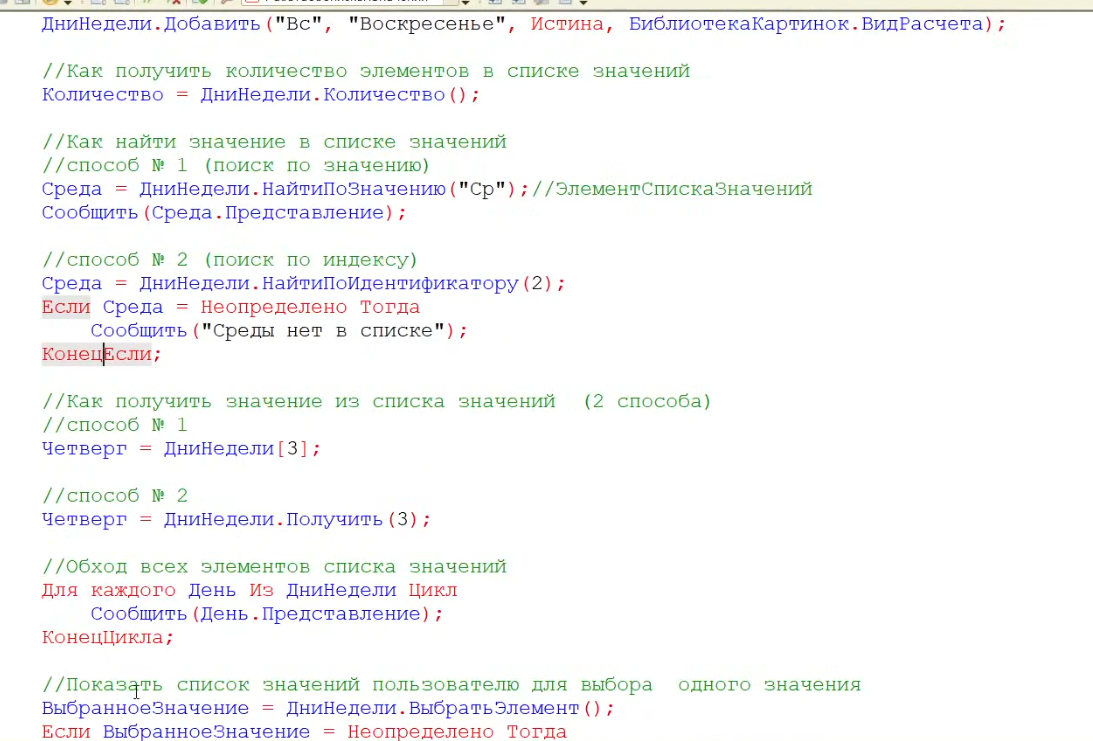 ДниНедели.Добавить("Вс", "Воскресенье", Истина, БиблиотекаКартинок.ВидРасчета);
//Как получить количество элементов в списке значений
Количество = ДниНедели.Количество();
//Как найти значение в списке значений
//способ № 1 (поиск по значению)
Среда = ДниНедели.НайтиПоЗначению("Ср");//ЭлементСпискаЗначений
Сообщить(Среда.Представление);
//способ № 2 (поиск по индексу)
Среда = ДниНедели.НайтиПоИдентификатору(2);
Если Среда = Неопределено Тогда
Сообщить("Среды нет в списке");
КонецЕсли;
//Как получить значение из списка значений  (2 способа)
//способ № 1
Четверг = ДниНедели[3];
//способ № 2
Четверг = ДниНедели.Получить(3);
//Обход всех элементов списка значений
Для каждого День Из ДниНедели Цикл
Сообщить(День.Представление);
КонецЦикла;
//Показать список значений пользователю для выбора  одного значения
ВыбранноеЗначение = ДниНедели.ВыбратьЭлемент();
Если ВыбранноеЗначение = Неопределено Тогда